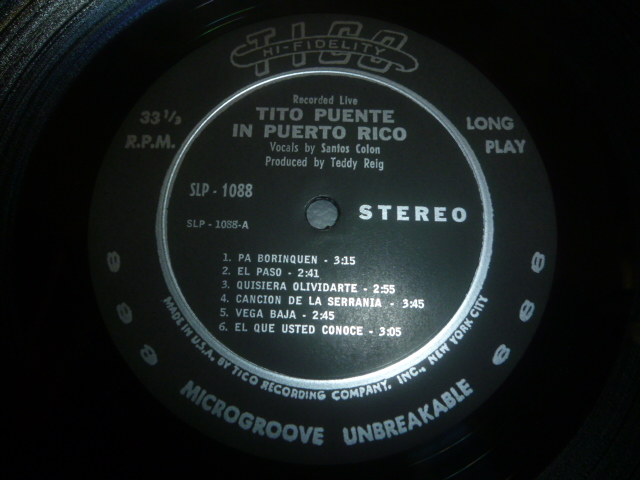 TICO
HI-FIDELITY
Recorded Live
TITO PUENTE
IN PUERTO RICO
Vocals by Santos Colon
Produced by Teddy Reig
33 1/3
R.P.M.
LONG
PLAY
SLP - 1088
SLP - 1088-A
STEREO
1. PA BORINQUEN - 3:15
2. EL PASO - 2:41
3. QUISIERA OLIVIDARTE - 2:55
4. CANCION DE LA SERRANIA - 3:45
5. VEGA BAJA - 2:45
6. EL QUE USTED CONOCE - 3:05
MADE IN U.S.A. BY TICO RECORDING COMPANY, INC., NEW YORK CITY
MICROGROOVE UNBREAKABLE